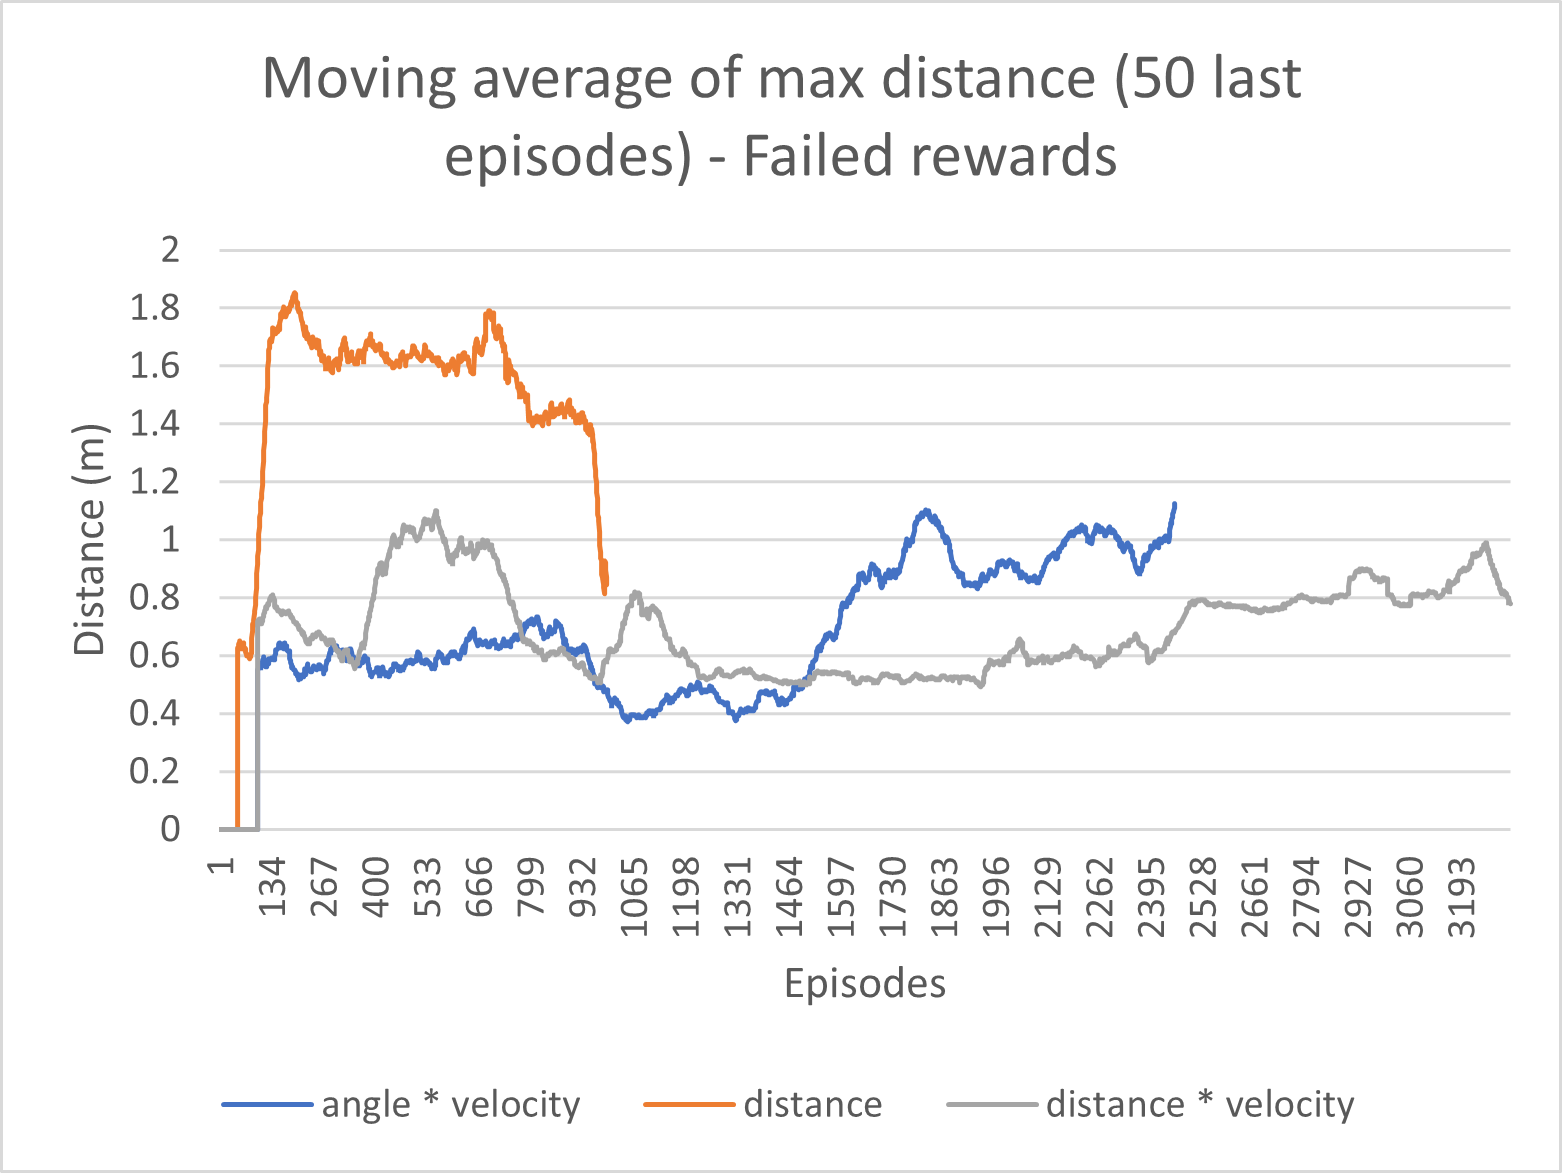 Moving average of max distance (50 last
episodes) - Failed rewards
2
1.8
1.6
1.4
1.2
1
0.8
0.6
0.4
0.2
0
Distance (m)
1 134 267 400 533 666 799 932 1065 1198 1331 1464 1597 1730 1863 1996 2129 2262 2395 2528 2661 2794 2927 3060 3193
Episodes
angle * velocity distance distance * velocity